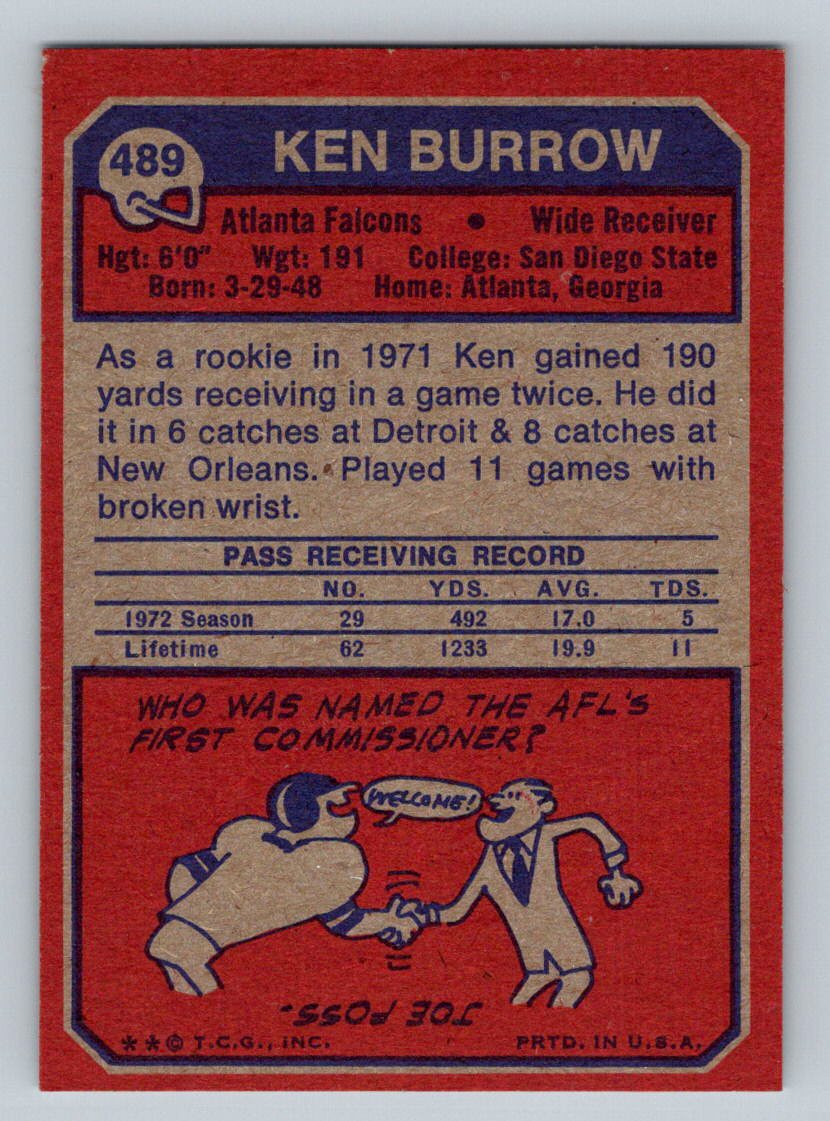 489 KEN BURROW
Atlanta Falcons • Wide Receiver
Hgt: 6'0" Wgt: 191 College: San Diego State
Born: 3-29-48 Home: Atlanta, Georgia
As a rookie in 1971 Ken gained 190
yards receiving in a game twice. He did
it in 6 catches at Detroit & 8 catches at
New Orleans. Played 11 games with
broken wrist.
PASS RECEIVING RECORD
NO. YDS. AVG. TDS.
1972 Season 29 492 17.0 5
Lifetime 62 1233 19.9 11
WHO WAS NAMED THE AFL'S
FIRST COMMISSIONER?
WELCOME!
JOE FOSS.
**© T.C.G., INC. PRTD. IN U.S.A.